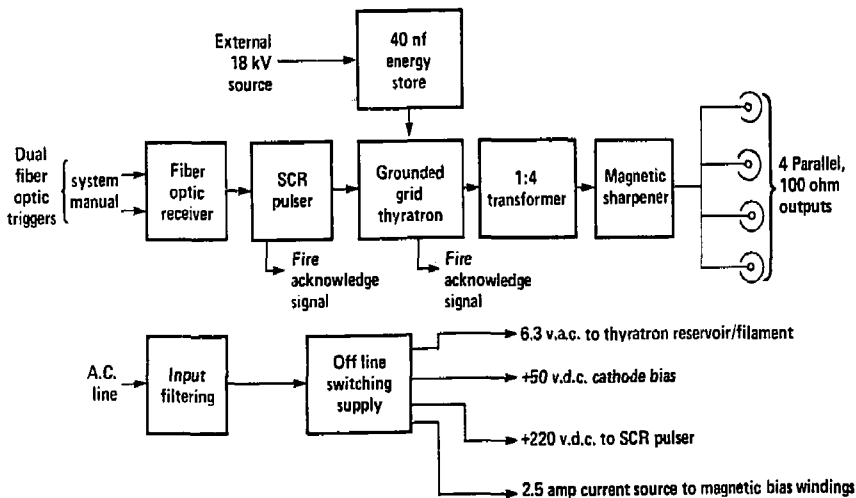 External
18 kV
source
40 nf
energy
store
Dual
fiber
optic
triggers
system
manual
Fiber
optic
receiver
SCR
pulser
Grounded
grid
thyratron
1:4
transformer
Magnetic
sharpener
4 Parallel,
100 ohm
outputs
Fire
acknowledge
signal
Fire
acknowledge
signal
A.C.
line
Input
filtering
Off line
switching
supply
6.3 v.a.c. to thyratron reservoir/filament
+50 v.d.c. cathode bias
+220 v.d.c. to SCR pulser
2.5 amp current source to magnetic bias windings